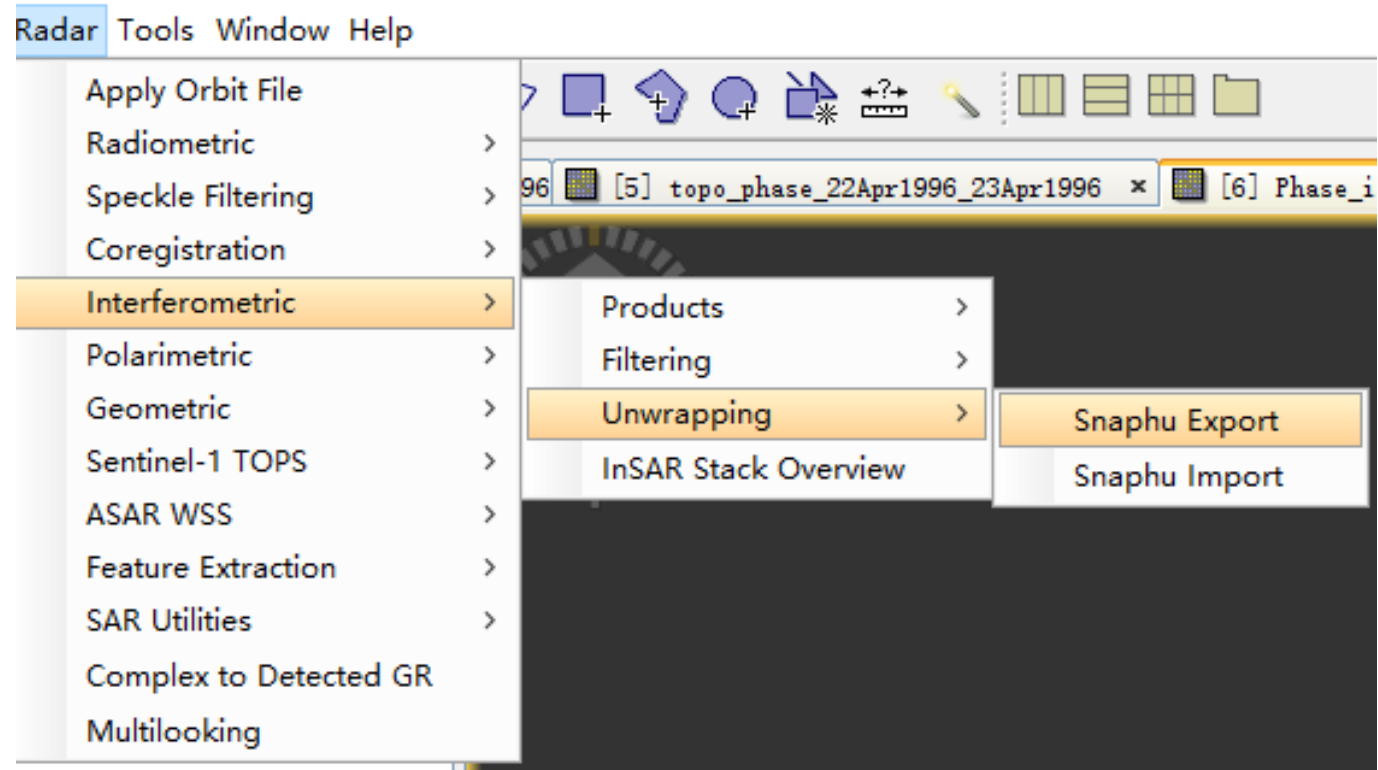 Radar Tools Window Help
Apply Orbit File
Radiometric
Speckle Filtering
Coregistration
Interferometric
Polarimetric
Geometric
Sentinel-1 TOPS
ASAR WSS
Feature Extraction
SAR Utilities
Complex to Detected GR
Multilooking
96 [5] topo_phase_22Apr1996_23Apr1996 × [6] Phase_i
Products
Filtering
Unwrapping
InSAR Stack Overview
Snaphu Export
Snaphu Import